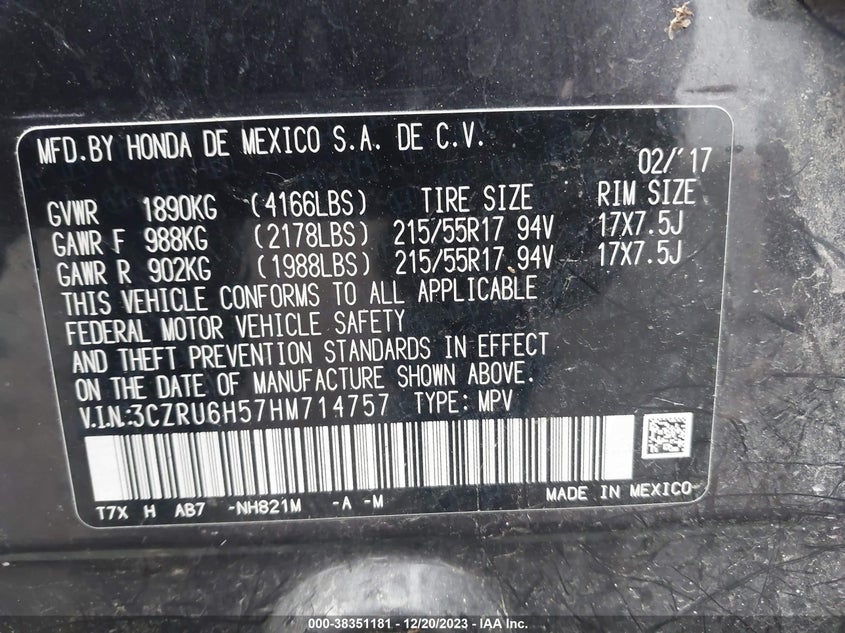 MFD.BY HONDA DE MEXICO S.A. DE C.V.
02/'17
GVWR 1890KG (4166LBS) TIRE SIZE RIM SIZE
GAWR F 988KG (2178LBS) 215/55R17 94V 17X7.5J
GAWR R 902KG (1988LBS) 215/55R17 94V 17X7.5J
THIS VEHICLE CONFORMS TO ALL APPLICABLE
FEDERAL MOTOR VEHICLE SAFETY
AND THEFT PREVENTION STANDARDS IN EFFECT
ON THE DATE OF MANUFACTURE SHOWN ABOVE.
V.I.N.:3CZRU6H57HM714757 TYPE: MPV
T7X H AB7 -NH821M -A -M MADE IN MEXICO
000-38351181 - 12/20/2023 - IAA Inc.